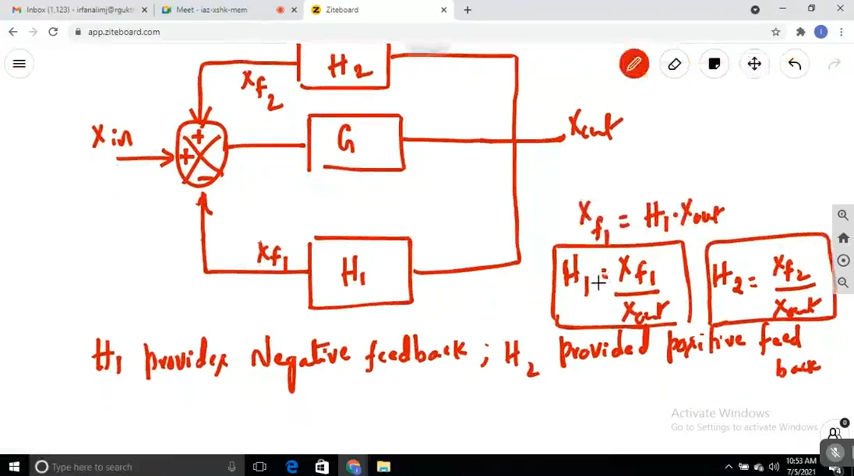 Inbox (1,123) - irfanaiimj@rgukt
Meet - iaz-xshk-mem
Ziteboard
app.ziteboard.com
H2
Xf2
X in
G
Xout
+
+
−
Xf1
H1
Xf1 = H1 . Xout
H1 = Xf1 / Xout
H2 = Xf2 / Xout
H1 provides Negative feedback ; H2 provided positive feed
back
Activate Windows
Go to Settings to activate Windows.
Type here to search
10:53 AM
7/5/2021